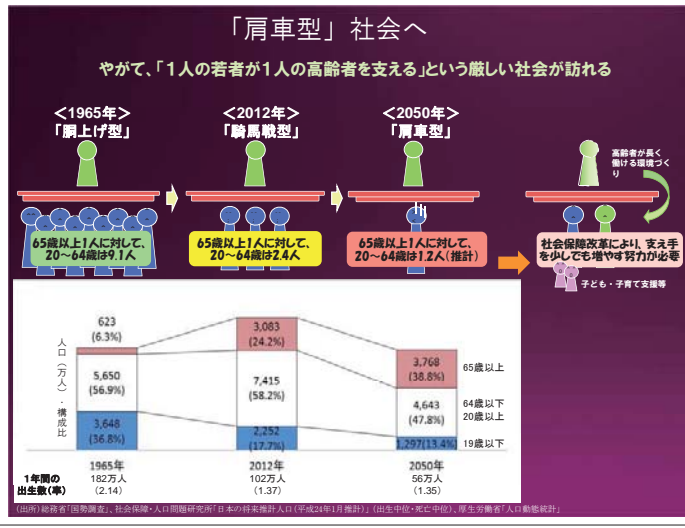 「肩車型」社会へ
やがて、「1人の若者が1人の高齢者を支える」という厳しい社会が訪れる
＜1965年＞
「胴上げ型」
＜2012年＞
「騎馬戦型」
＜2050年＞
「肩車型」
高齢者が長く
働ける環境づく
り
65歳以上1人に対して、
20～64歳は9.1人
65歳以上1人に対して、
20～64歳は2.4人
65歳以上1人に対して、
20～64歳は1.2人(推計)
社会保障改革により、支え手
を少しでも増やす努力が必要
子ども・子育て支援等
人口（万人）・構成比
623
(6.3%)
5,650
(56.9%)
3,648
(36.8%)
3,083
(24.2%)
7,415
(58.2%)
2,252
(17.7%)
3,768
(38.8%)
4,643
(47.8%)
1,297(13.4%)
65歳以上
64歳以下
20歳以上
19歳以下
1965年
2012年
2050年
1年間の
出生数(率)
182万人
(2.14)
102万人
(1.37)
56万人
(1.35)
(出所)総務省「国勢調査」、社会保障・人口問題研究所「日本の将来推計人口(平成24年1月推計)」(出生中位・死亡中位)、厚生労働省「人口動態統計」